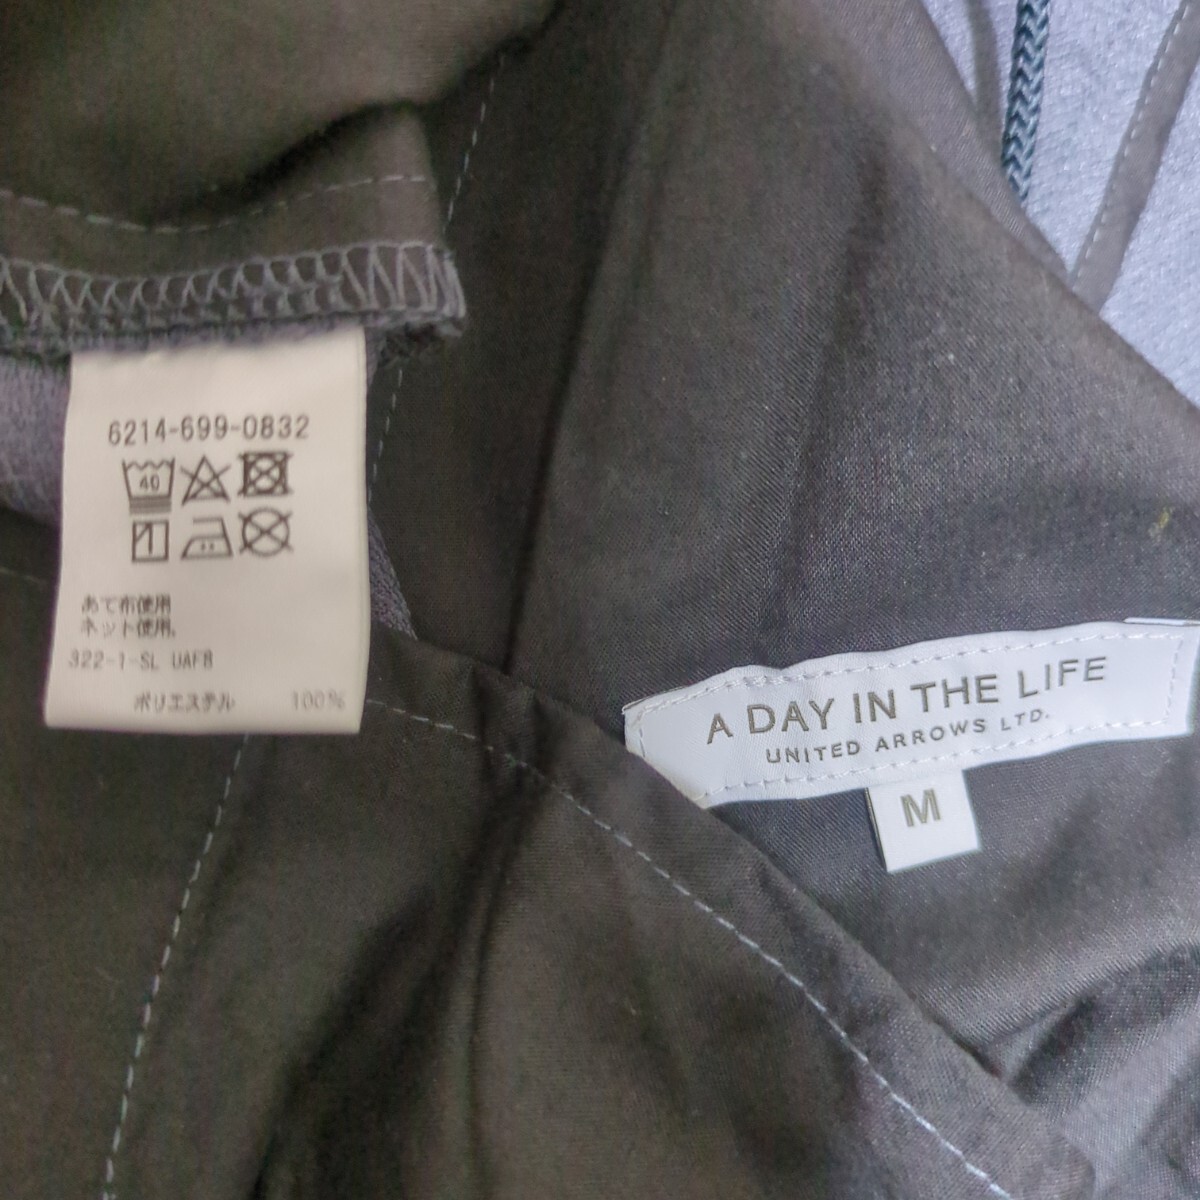 6214-699-0832
40
あて布使用
ネット使用。
322-1-SL UAFB
ポリエステル 100%
A DAY IN THE LIFE
UNITED ARROWS LTD.
M